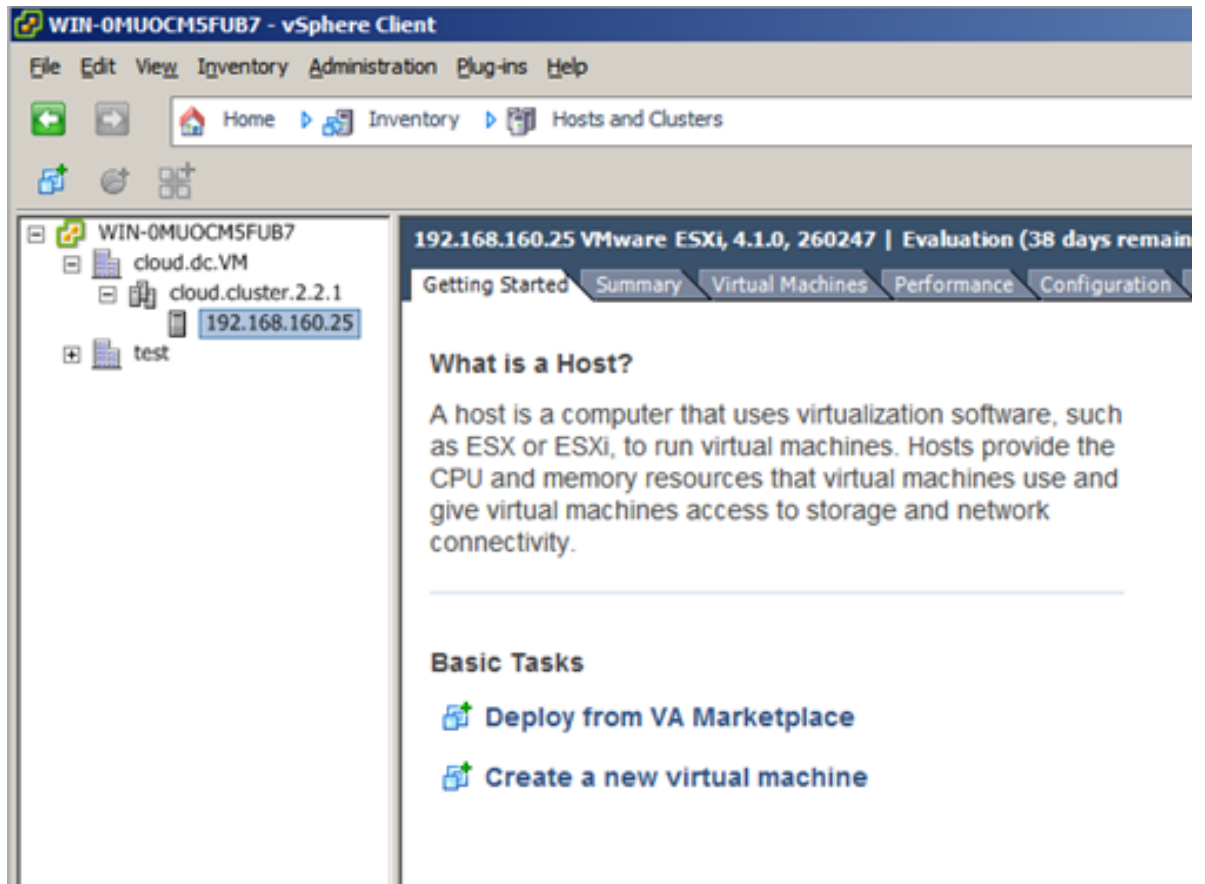 WIN-0MUOCM5FUB7 - vSphere Client
File Edit View Inventory Administration Plug-ins Help
Home Inventory Hosts and Clusters
WIN-0MUOCM5FUB7
cloud.dc.VM
cloud.cluster.2.2.1
192.168.160.25
test
192.168.160.25 VMware ESXi, 4.1.0, 260247 | Evaluation (38 days remain
Getting Started Summary Virtual Machines Performance Configuration
What is a Host?
A host is a computer that uses virtualization software, such
as ESX or ESXi, to run virtual machines. Hosts provide the
CPU and memory resources that virtual machines use and
give virtual machines access to storage and network
connectivity.
Basic Tasks
Deploy from VA Marketplace
Create a new virtual machine